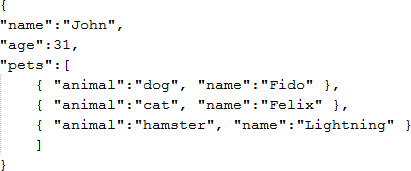 {
"name":"John",
"age":31,
"pets":[
    { "animal":"dog", "name":"Fido" },
    { "animal":"cat", "name":"Felix" },
    { "animal":"hamster", "name":"Lightning" }
    ]
}